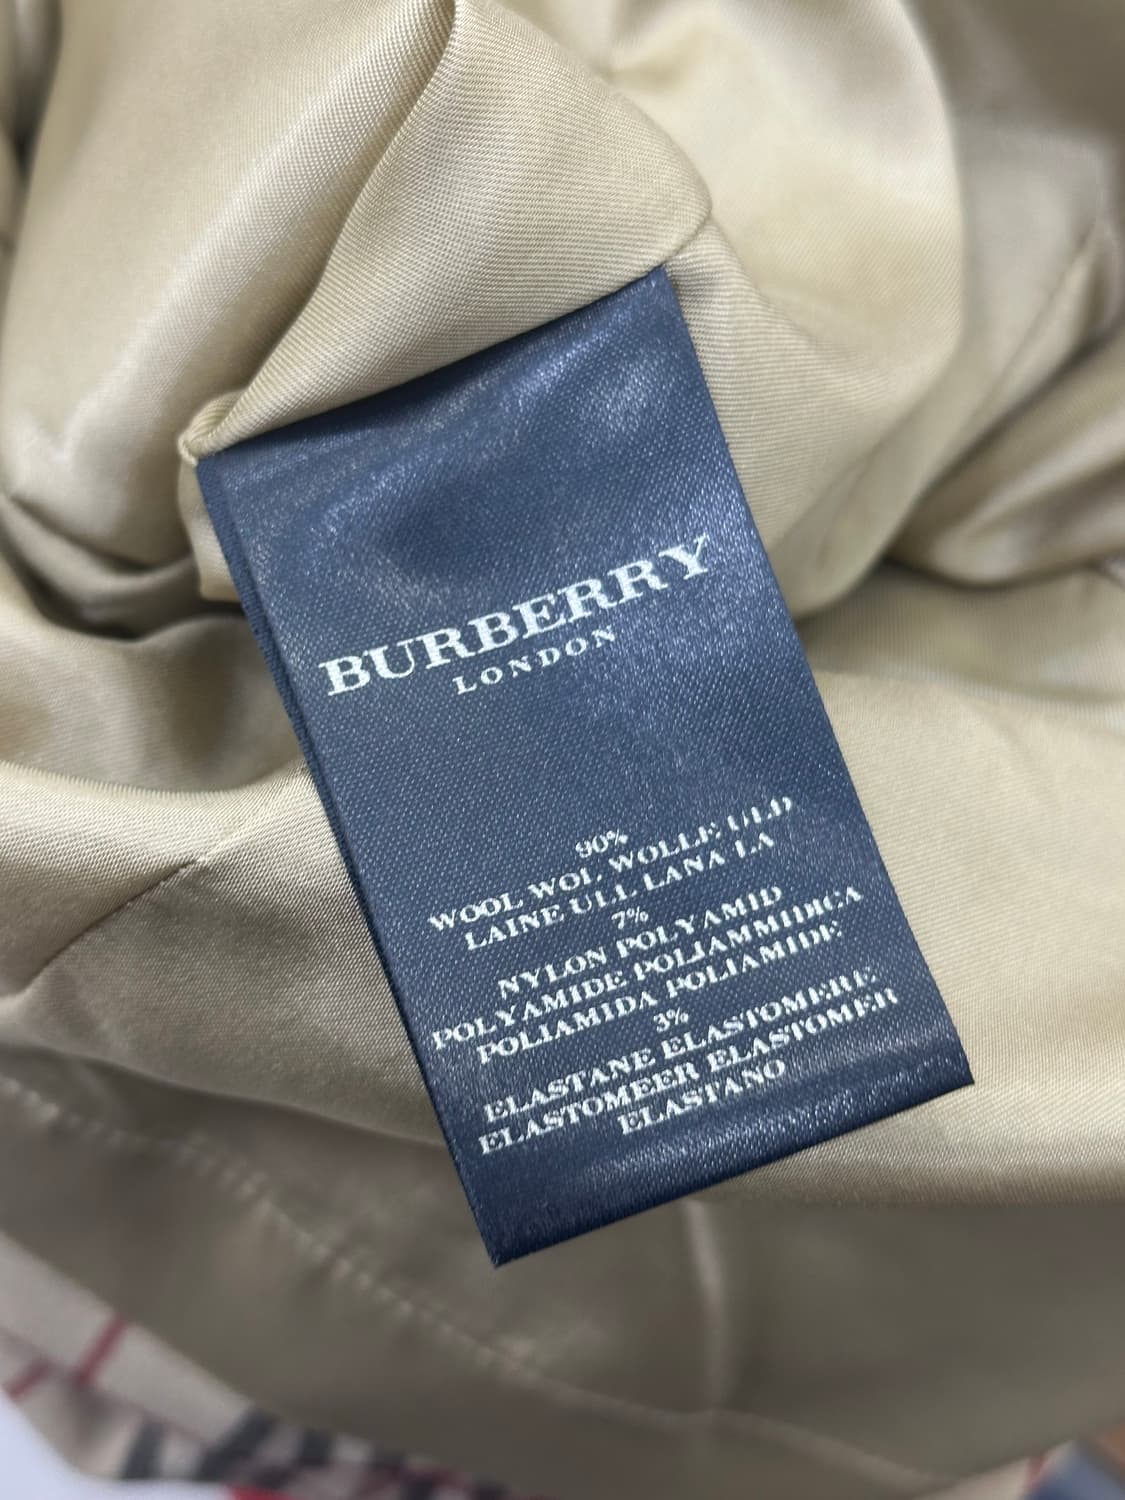 BURBERRY
LONDON
90%
WOOL WOL WOLLE ULD
LAINE ULL LANA LA
7%
NYLON POLYAMID
POLYAMIDE POLIAMMIDICA
POLIAMIDA POLIAMIDE
3%
ELASTANE ELASTOMERE
ELASTOMEER ELASTOMER
ELASTANO